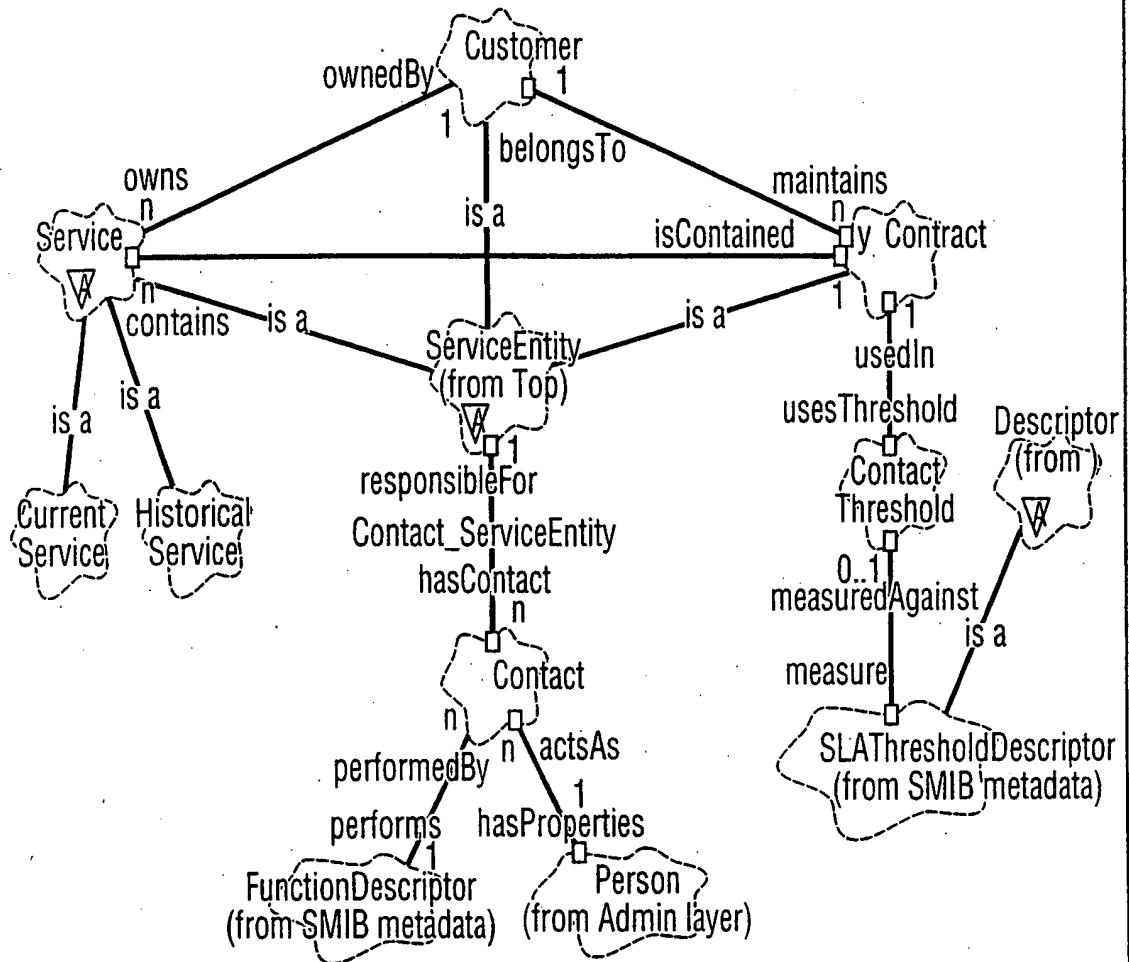 Customer
ownedBy
1
1
belongsTo
owns
n
is a
maintains
n
Service
isContained
y Contract
A
n
contains
is a
is a
1
1
ServiceEntity
(from Top)
A
usedIn
is a
is a
usesThreshold
Descriptor
(from )
A
1
responsibleFor
Contact
Threshold
Current
Service
Historical
Service
Contact_ServiceEntity
0..1
hasContact
n
measuredAgainst
is a
Contact
measure
n
n
actsAs
performedBy
SLAThresholdDescriptor
(from SMIB metadata)
1
performs
1
hasProperties
FunctionDescriptor
(from SMIB metadata)
Person
(from Admin layer)